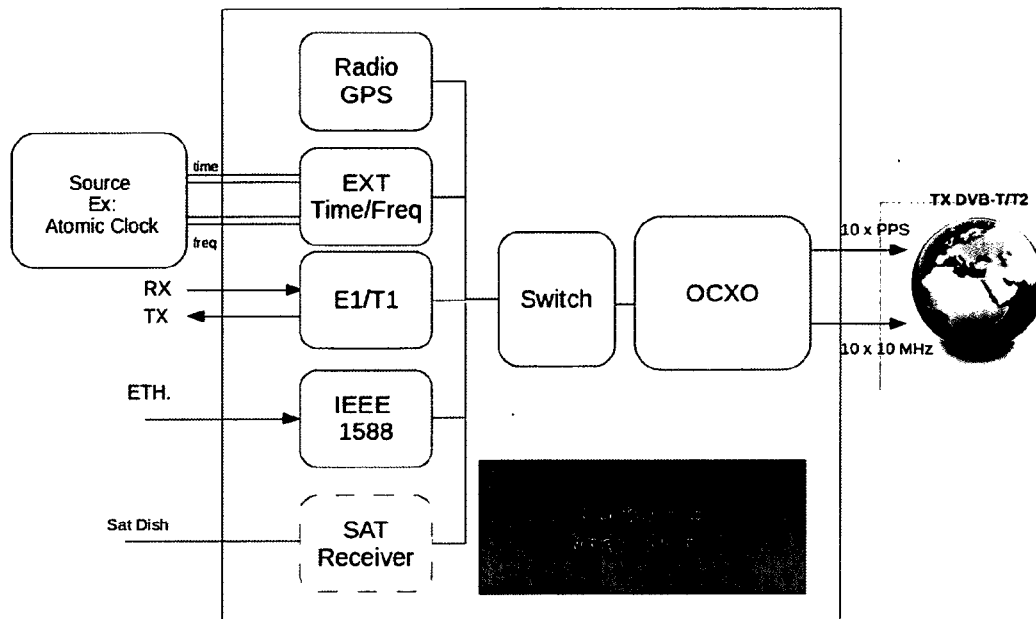 Radio
GPS
Source
Ex:
Atomic Clock
time
freq
EXT
Time/Freq
RX
TX
E1/T1
ETH.
IEEE
1588
Sat Dish
SAT
Receiver
Switch
OCXO
TX DVB-T/T2
10 x PPS
10 x 10 MHz